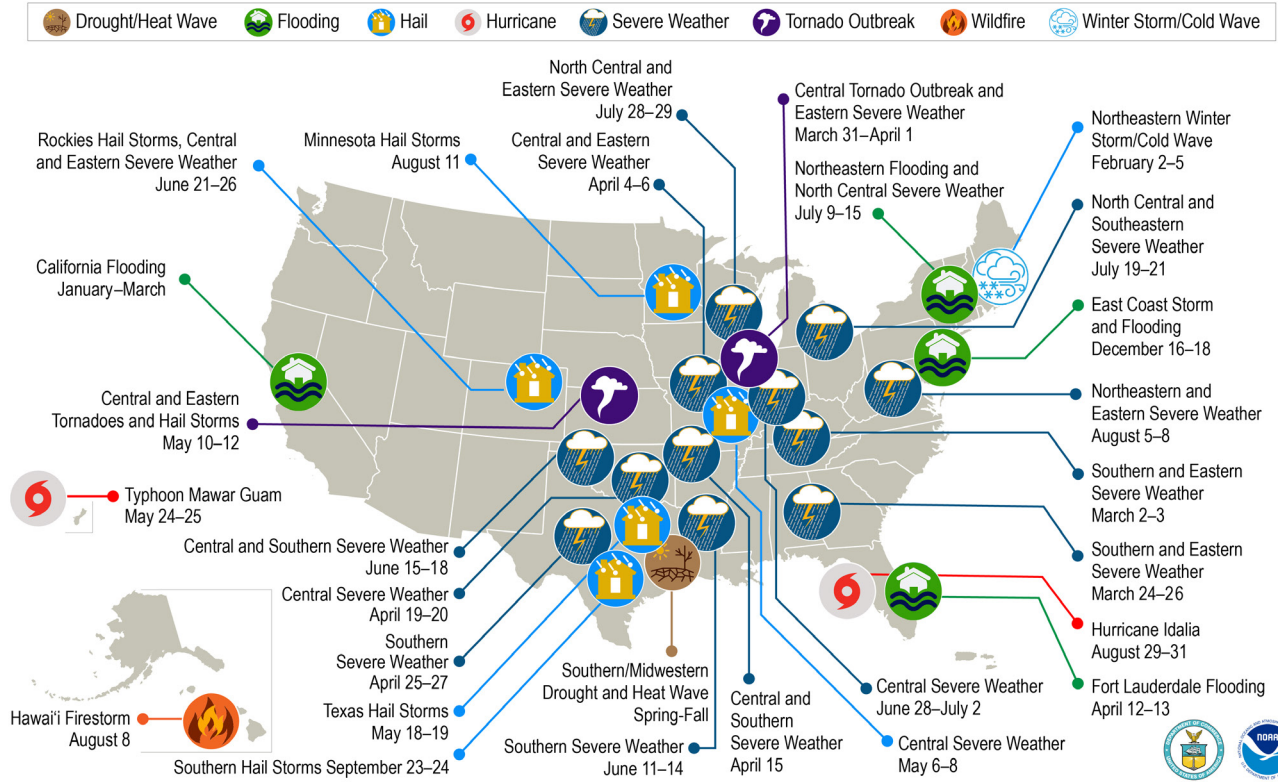 Drought/Heat Wave
Flooding
Hail
Hurricane
Severe Weather
Tornado Outbreak
Wildfire
Winter Storm/Cold Wave
North Central and
Eastern Severe Weather
July 28–29
Central Tornado Outbreak and
Eastern Severe Weather
March 31–April 1
Northeastern Winter
Storm/Cold Wave
February 2–5
Rockies Hail Storms, Central
and Eastern Severe Weather
June 21–26
Minnesota Hail Storms
August 11
Central and Eastern
Severe Weather
April 4–6
Northeastern Flooding and
North Central Severe Weather
July 9–15
North Central and
Southeastern
Severe Weather
July 19–21
California Flooding
January–March
East Coast Storm
and Flooding
December 16–18
Central and Eastern
Tornadoes and Hail Storms
May 10–12
Northeastern and
Eastern Severe Weather
August 5–8
Southern and Eastern
Severe Weather
March 2–3
Typhoon Mawar Guam
May 24–25
Central and Southern Severe Weather
June 15–18
Southern and Eastern
Severe Weather
March 24–26
Central Severe Weather
April 19–20
Hurricane Idalia
August 29–31
Southern
Severe Weather
April 25–27
Southern/Midwestern
Drought and Heat Wave
Spring-Fall
Central and
Southern
Severe Weather
April 15
Central Severe Weather
June 28–July 2
Fort Lauderdale Flooding
April 12–13
Texas Hail Storms
May 18–19
Hawai‘i Firestorm
August 8
Southern Hail Storms September 23–24
Southern Severe Weather
June 11–14
Central Severe Weather
May 6–8
DEPARTMENT OF COMMERCE
UNITED STATES OF AMERICA